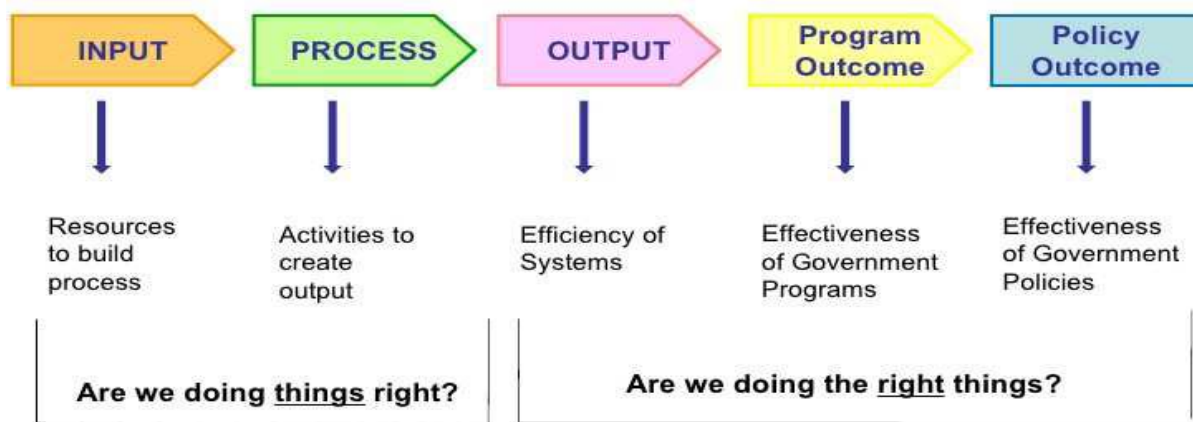 INPUT
PROCESS
OUTPUT
Program
Outcome
Policy
Outcome
Resources
to build
process
Activities to
create
output
Efficiency of
Systems
Effectiveness
of Government
Programs
Effectiveness
of Government
Policies
Are we doing things right?
Are we doing the right things?